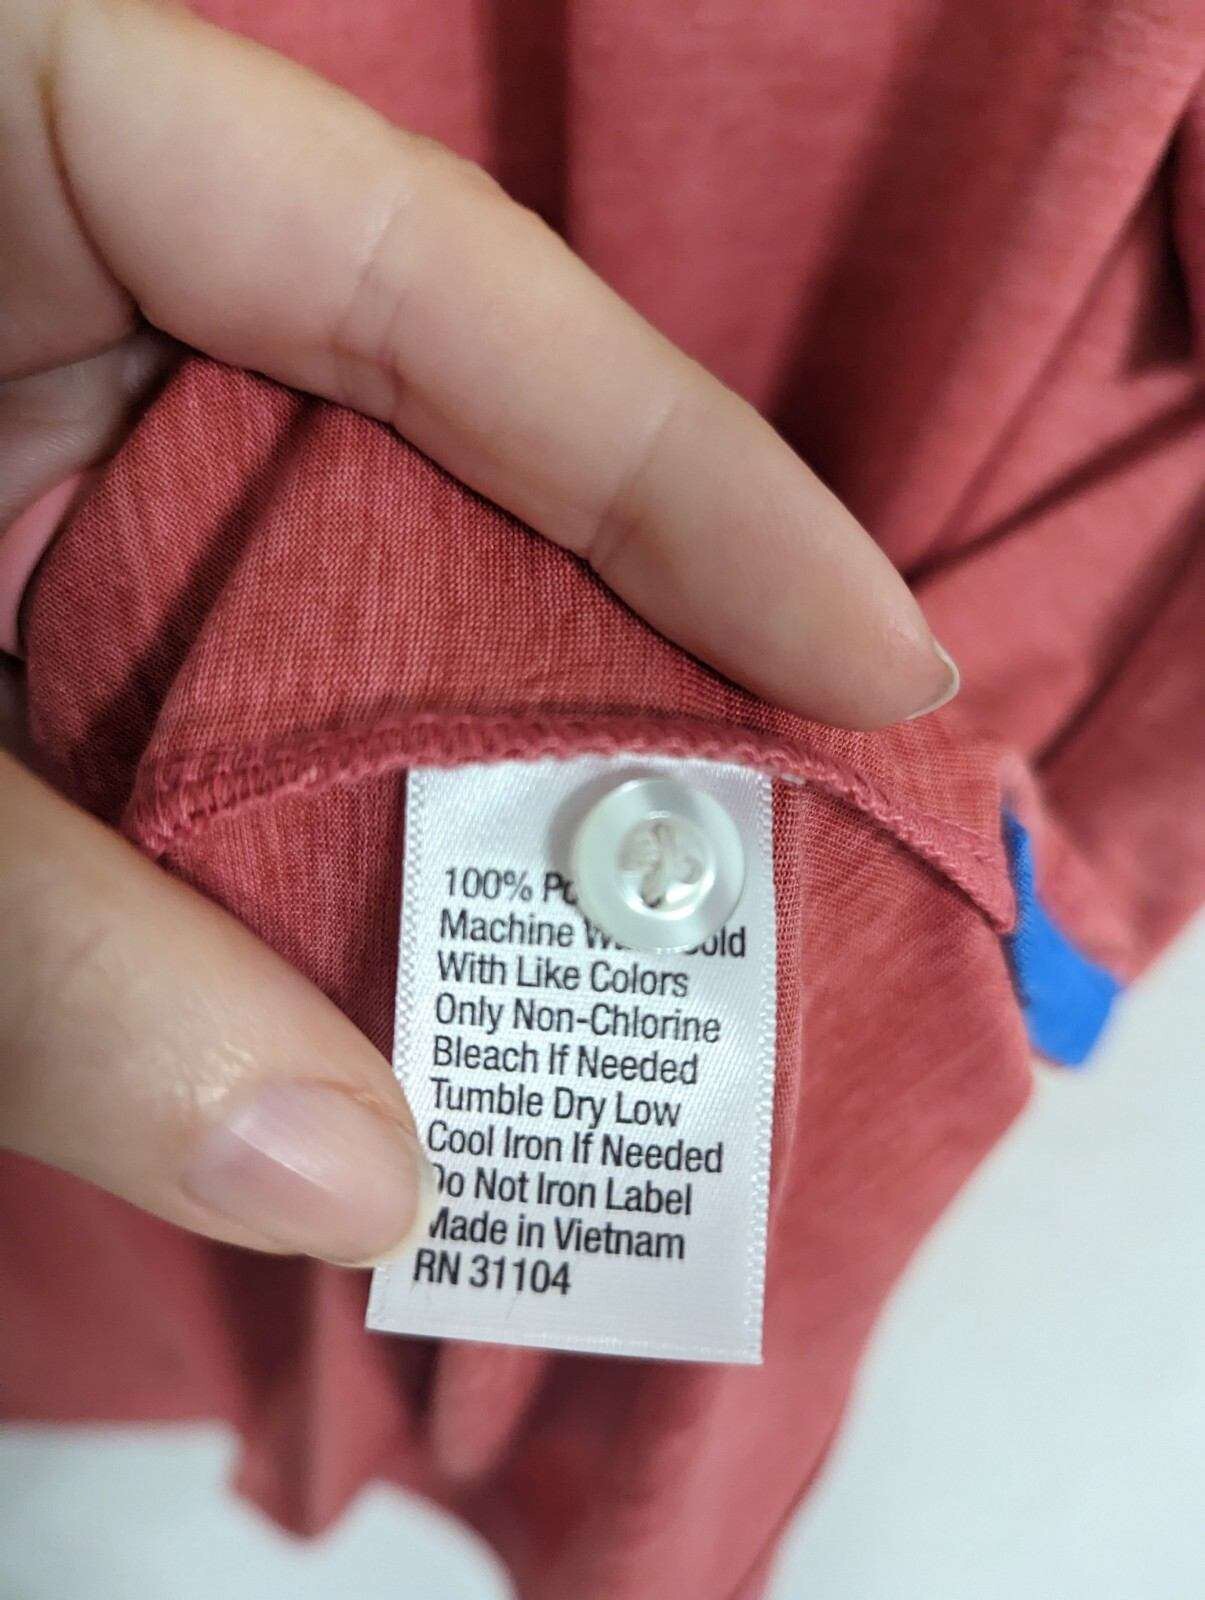 100%
Machine
With Like Colors
Only Non-Chlorine
Bleach If Needed
Tumble Dry Low
Cool Iron If Needed
Do Not Iron Label
Made in Vietnam
RN 31104